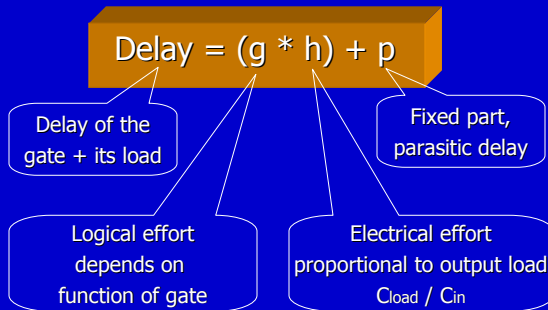 Delay = (g * h) + p
Delay of the
gate + its load
Fixed part,
parasitic delay
Logical effort
depends on
function of gate
Electrical effort
proportional to output load
Cload / Cin